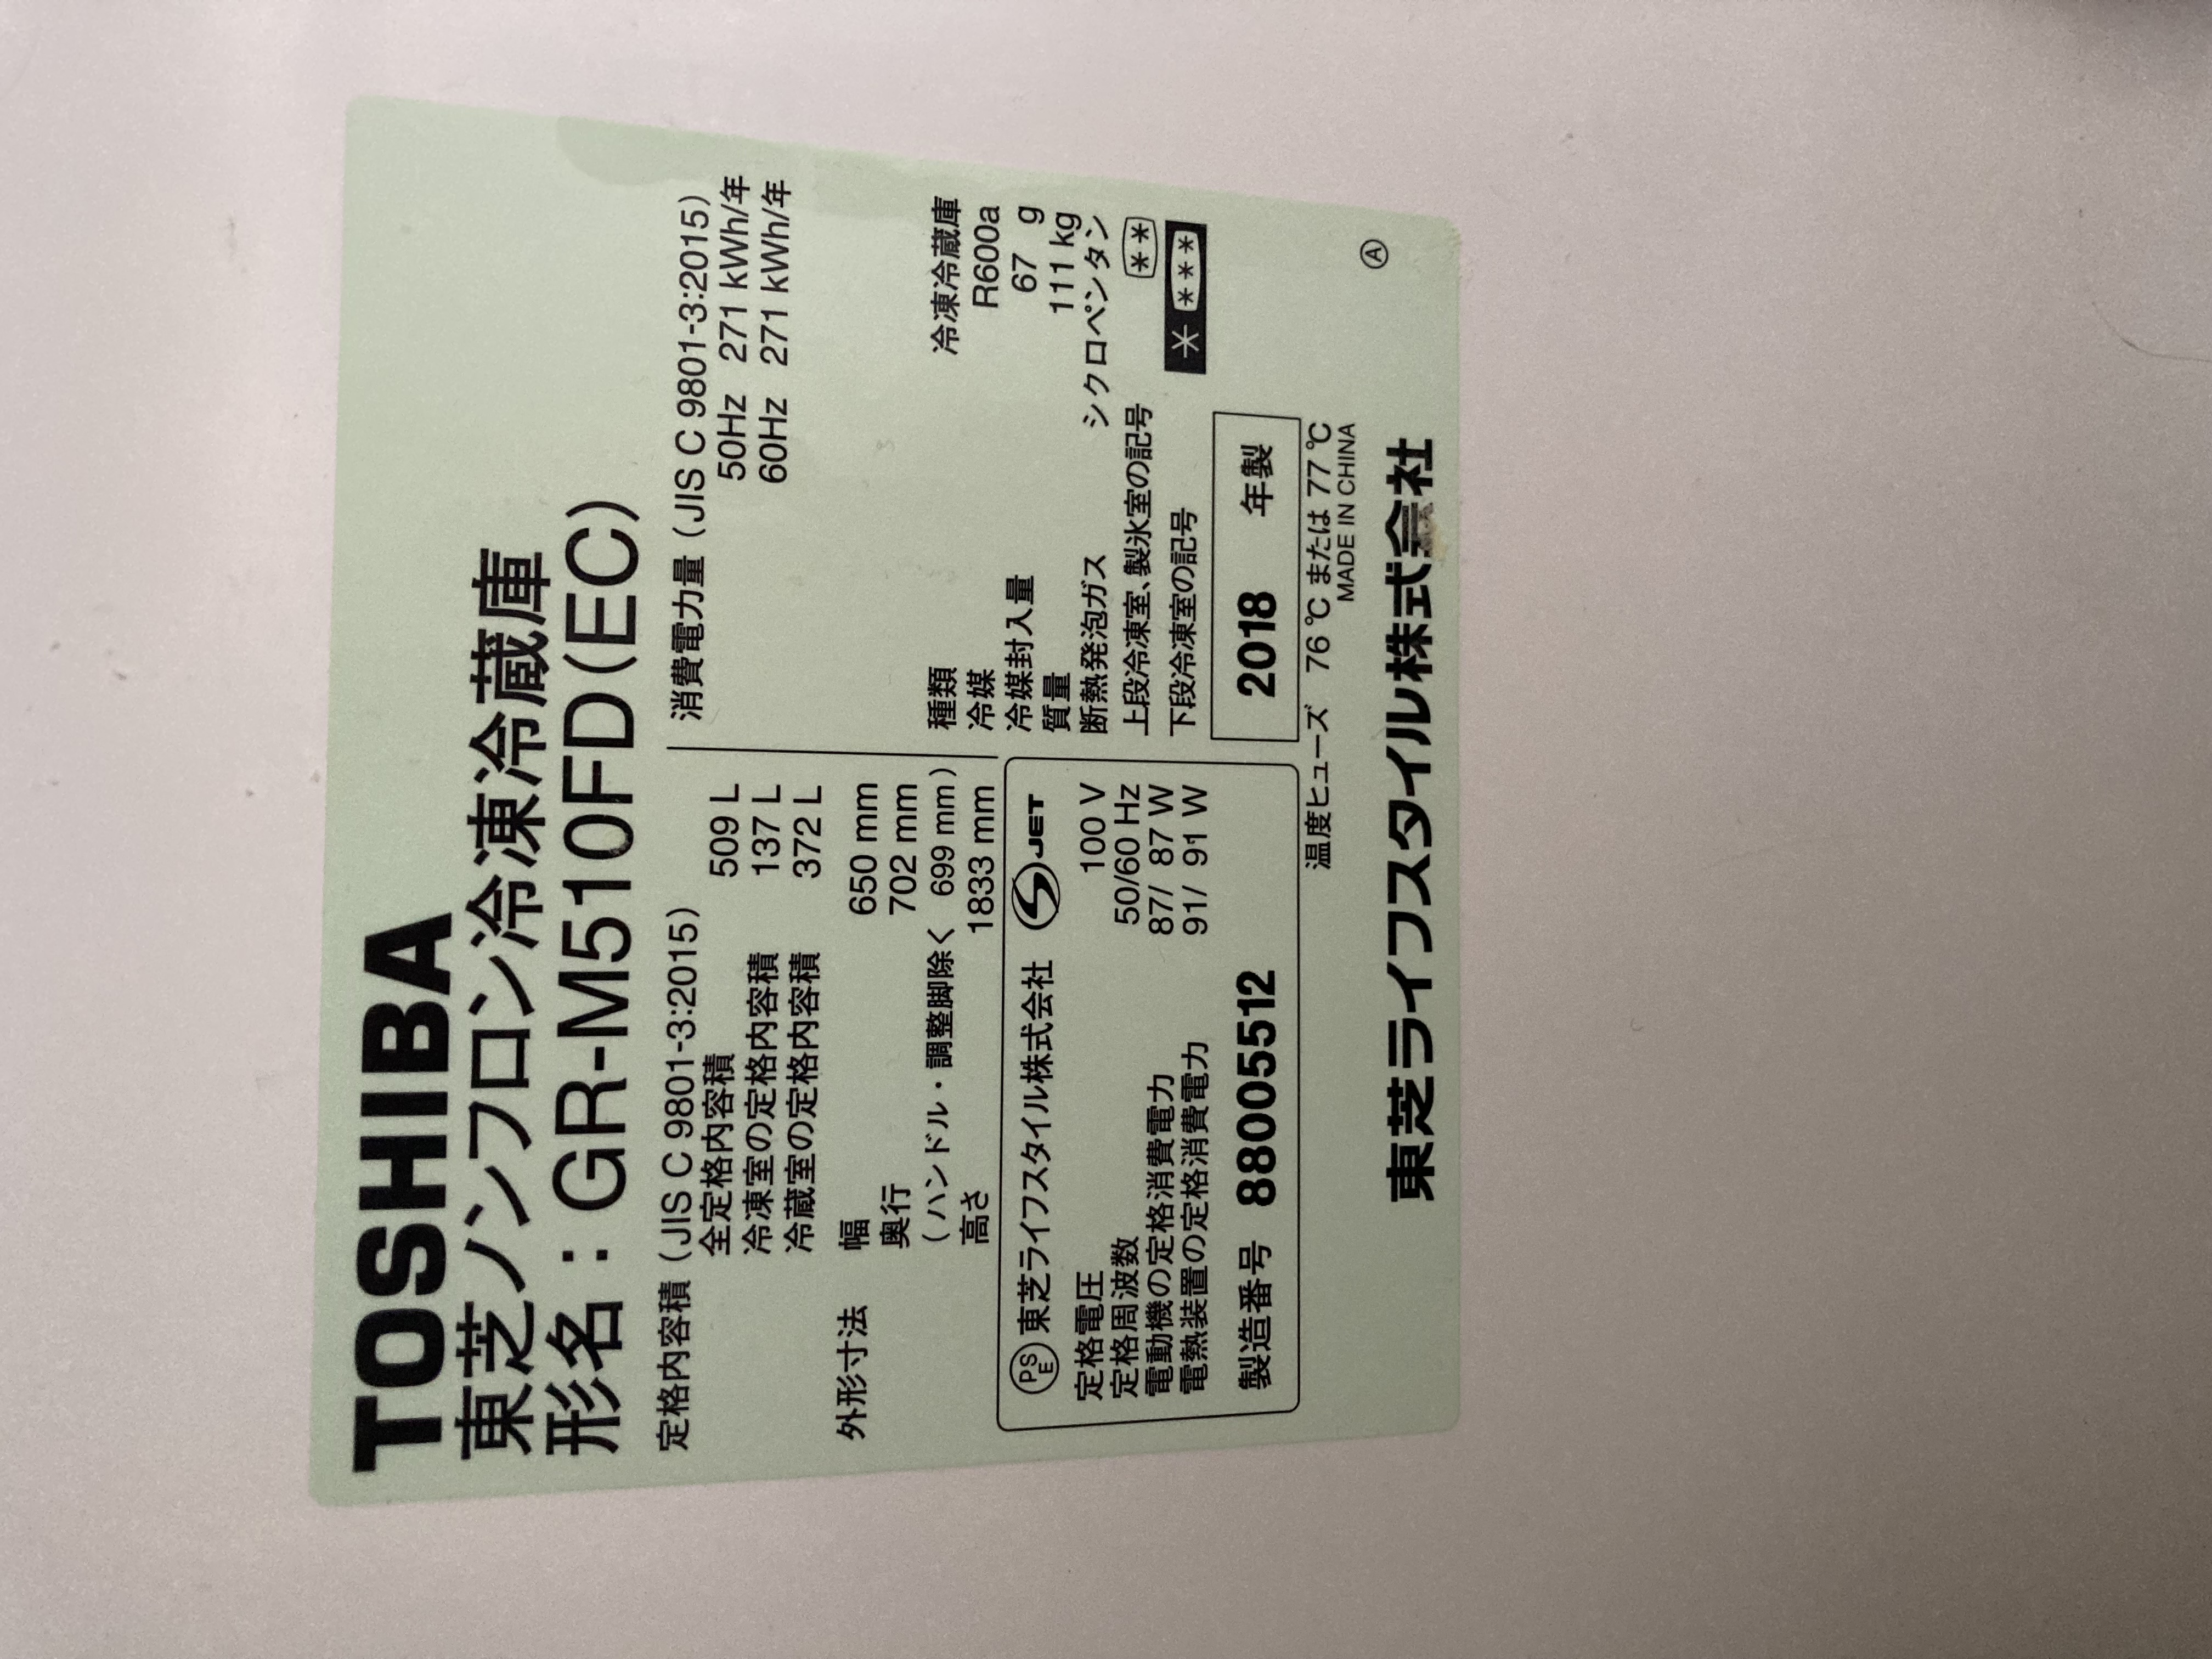 TOSHIBA
東芝ノンフロン冷凍冷蔵庫
形名：GR-M510FD(EC)
定格内容積（JIS C 9801-3:2015）
全定格内容積 509 L
冷凍室の定格内容積 137 L
冷蔵室の定格内容積 372 L
外形寸法 幅 650 mm
奥行 702 mm
（ハンドル・調整脚除く 699 mm）
高さ 1833 mm
PSE 東芝ライフスタイル株式会社 S JET
定格電圧 100 V
定格周波数 50/60 Hz
電動機の定格消費電力 87/ 87 W
電熱装置の定格消費電力 91/ 91 W
製造番号 88005512
消費電力量（JIS C 9801-3:2015）
50Hz 271 kWh/年
60Hz 271 kWh/年
種類 冷凍冷蔵庫
冷媒 R600a
冷媒封入量 67 g
質量 111 kg
断熱発泡ガス シクロペンタン
上段冷凍室、製氷室の記号 **
下段冷凍室の記号 * ***
2018 年製
温度ヒューズ 76℃ または 77℃
MADE IN CHINA
Ⓐ
東芝ライフスタイル株式会社